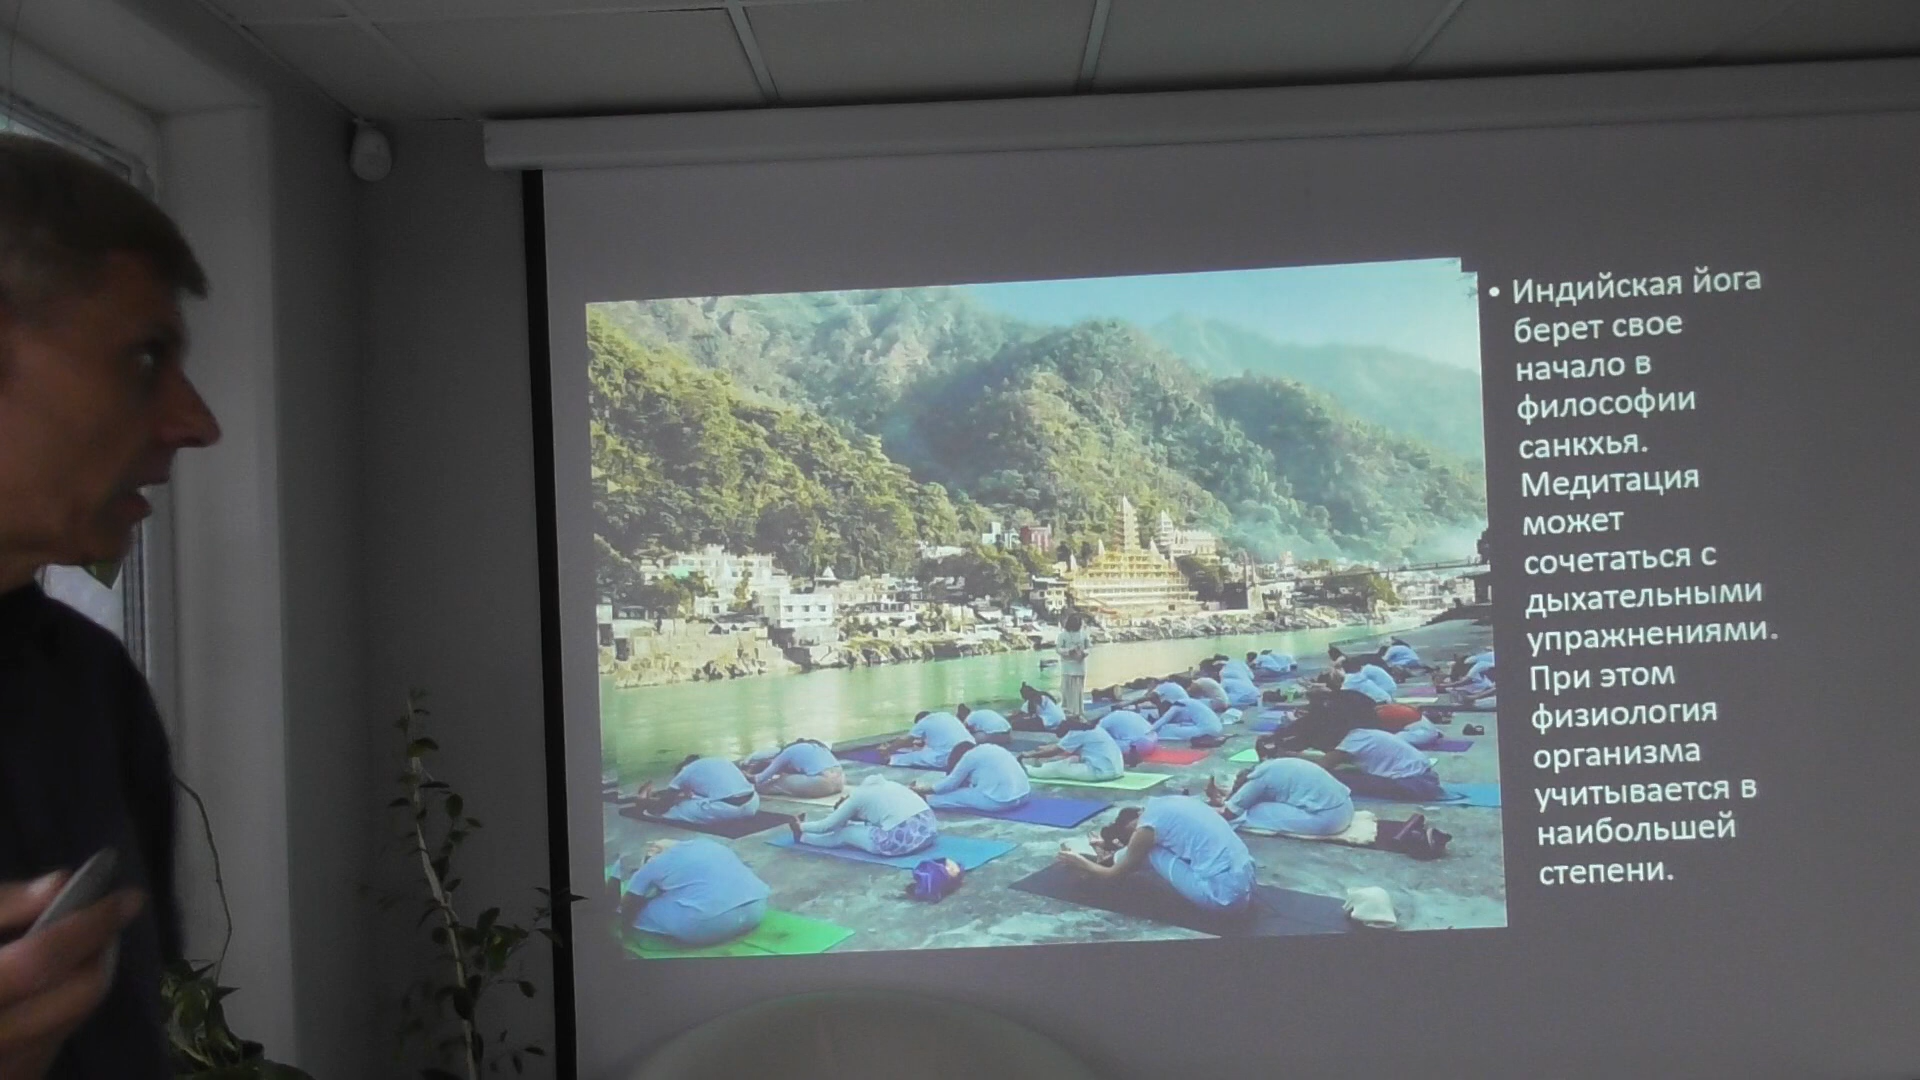 • Индийская йога
берет свое
начало в
философии
санкхья.
Медитация
может
сочетаться с
дыхательными
упражнениями.
При этом
физиология
организма
учитывается в
наибольшей
степени.